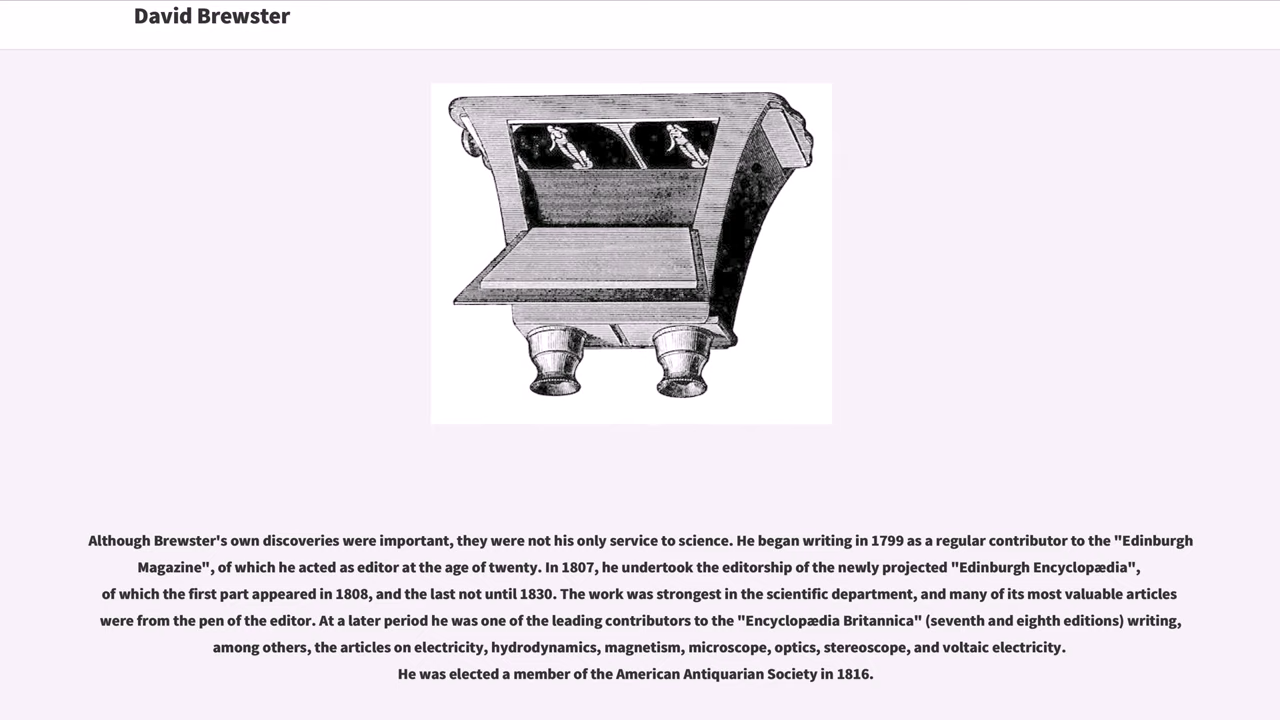 David Brewster
Although Brewster's own discoveries were important, they were not his only service to science. He began writing in 1799 as a regular contributor to the "Edinburgh
Magazine", of which he acted as editor at the age of twenty. In 1807, he undertook the editorship of the newly projected "Edinburgh Encyclopædia",
of which the first part appeared in 1808, and the last not until 1830. The work was strongest in the scientific department, and many of its most valuable articles
were from the pen of the editor. At a later period he was one of the leading contributors to the "Encyclopædia Britannica" (seventh and eighth editions) writing,
among others, the articles on electricity, hydrodynamics, magnetism, microscope, optics, stereoscope, and voltaic electricity.
He was elected a member of the American Antiquarian Society in 1816.